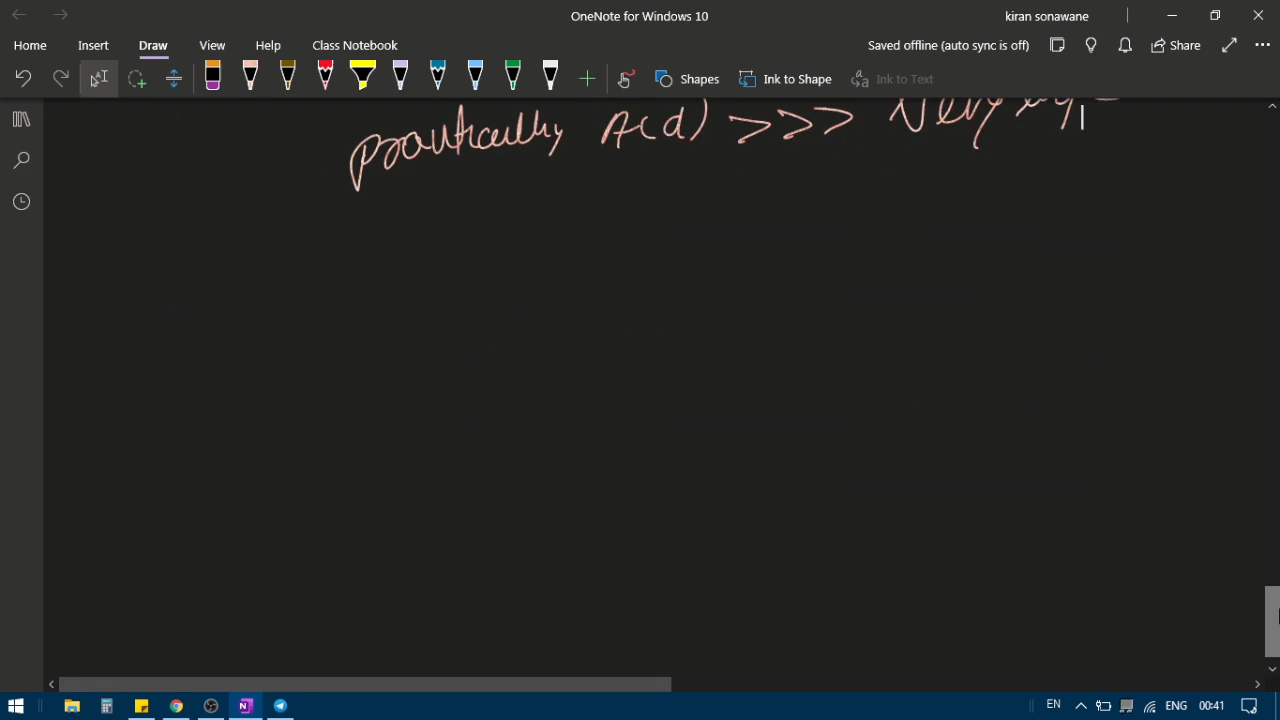 OneNote for Windows 10
kiran sonawane
Home Insert Draw View Help Class Notebook
Saved offline (auto sync is off)
Share
Shapes
Ink to Shape
Ink to Text
practically A(d) >>> Very
EN
ENG
00:41